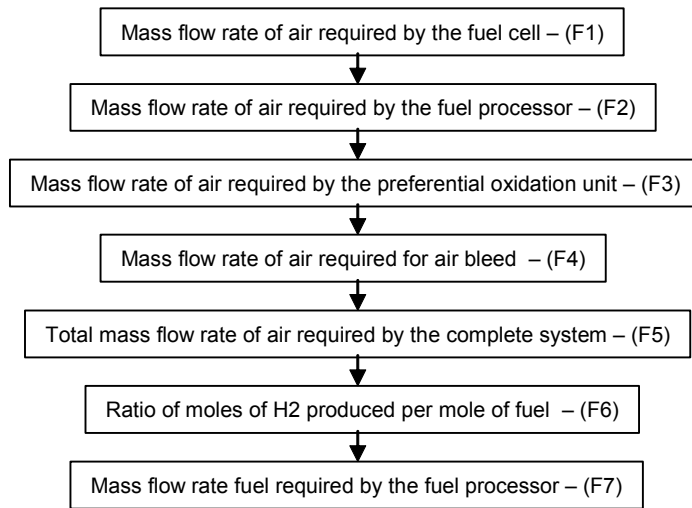 Mass flow rate of air required by the fuel cell – (F1)
Mass flow rate of air required by the fuel processor – (F2)
Mass flow rate of air required by the preferential oxidation unit – (F3)
Mass flow rate of air required for air bleed – (F4)
Total mass flow rate of air required by the complete system – (F5)
Ratio of moles of H2 produced per mole of fuel – (F6)
Mass flow rate fuel required by the fuel processor – (F7)